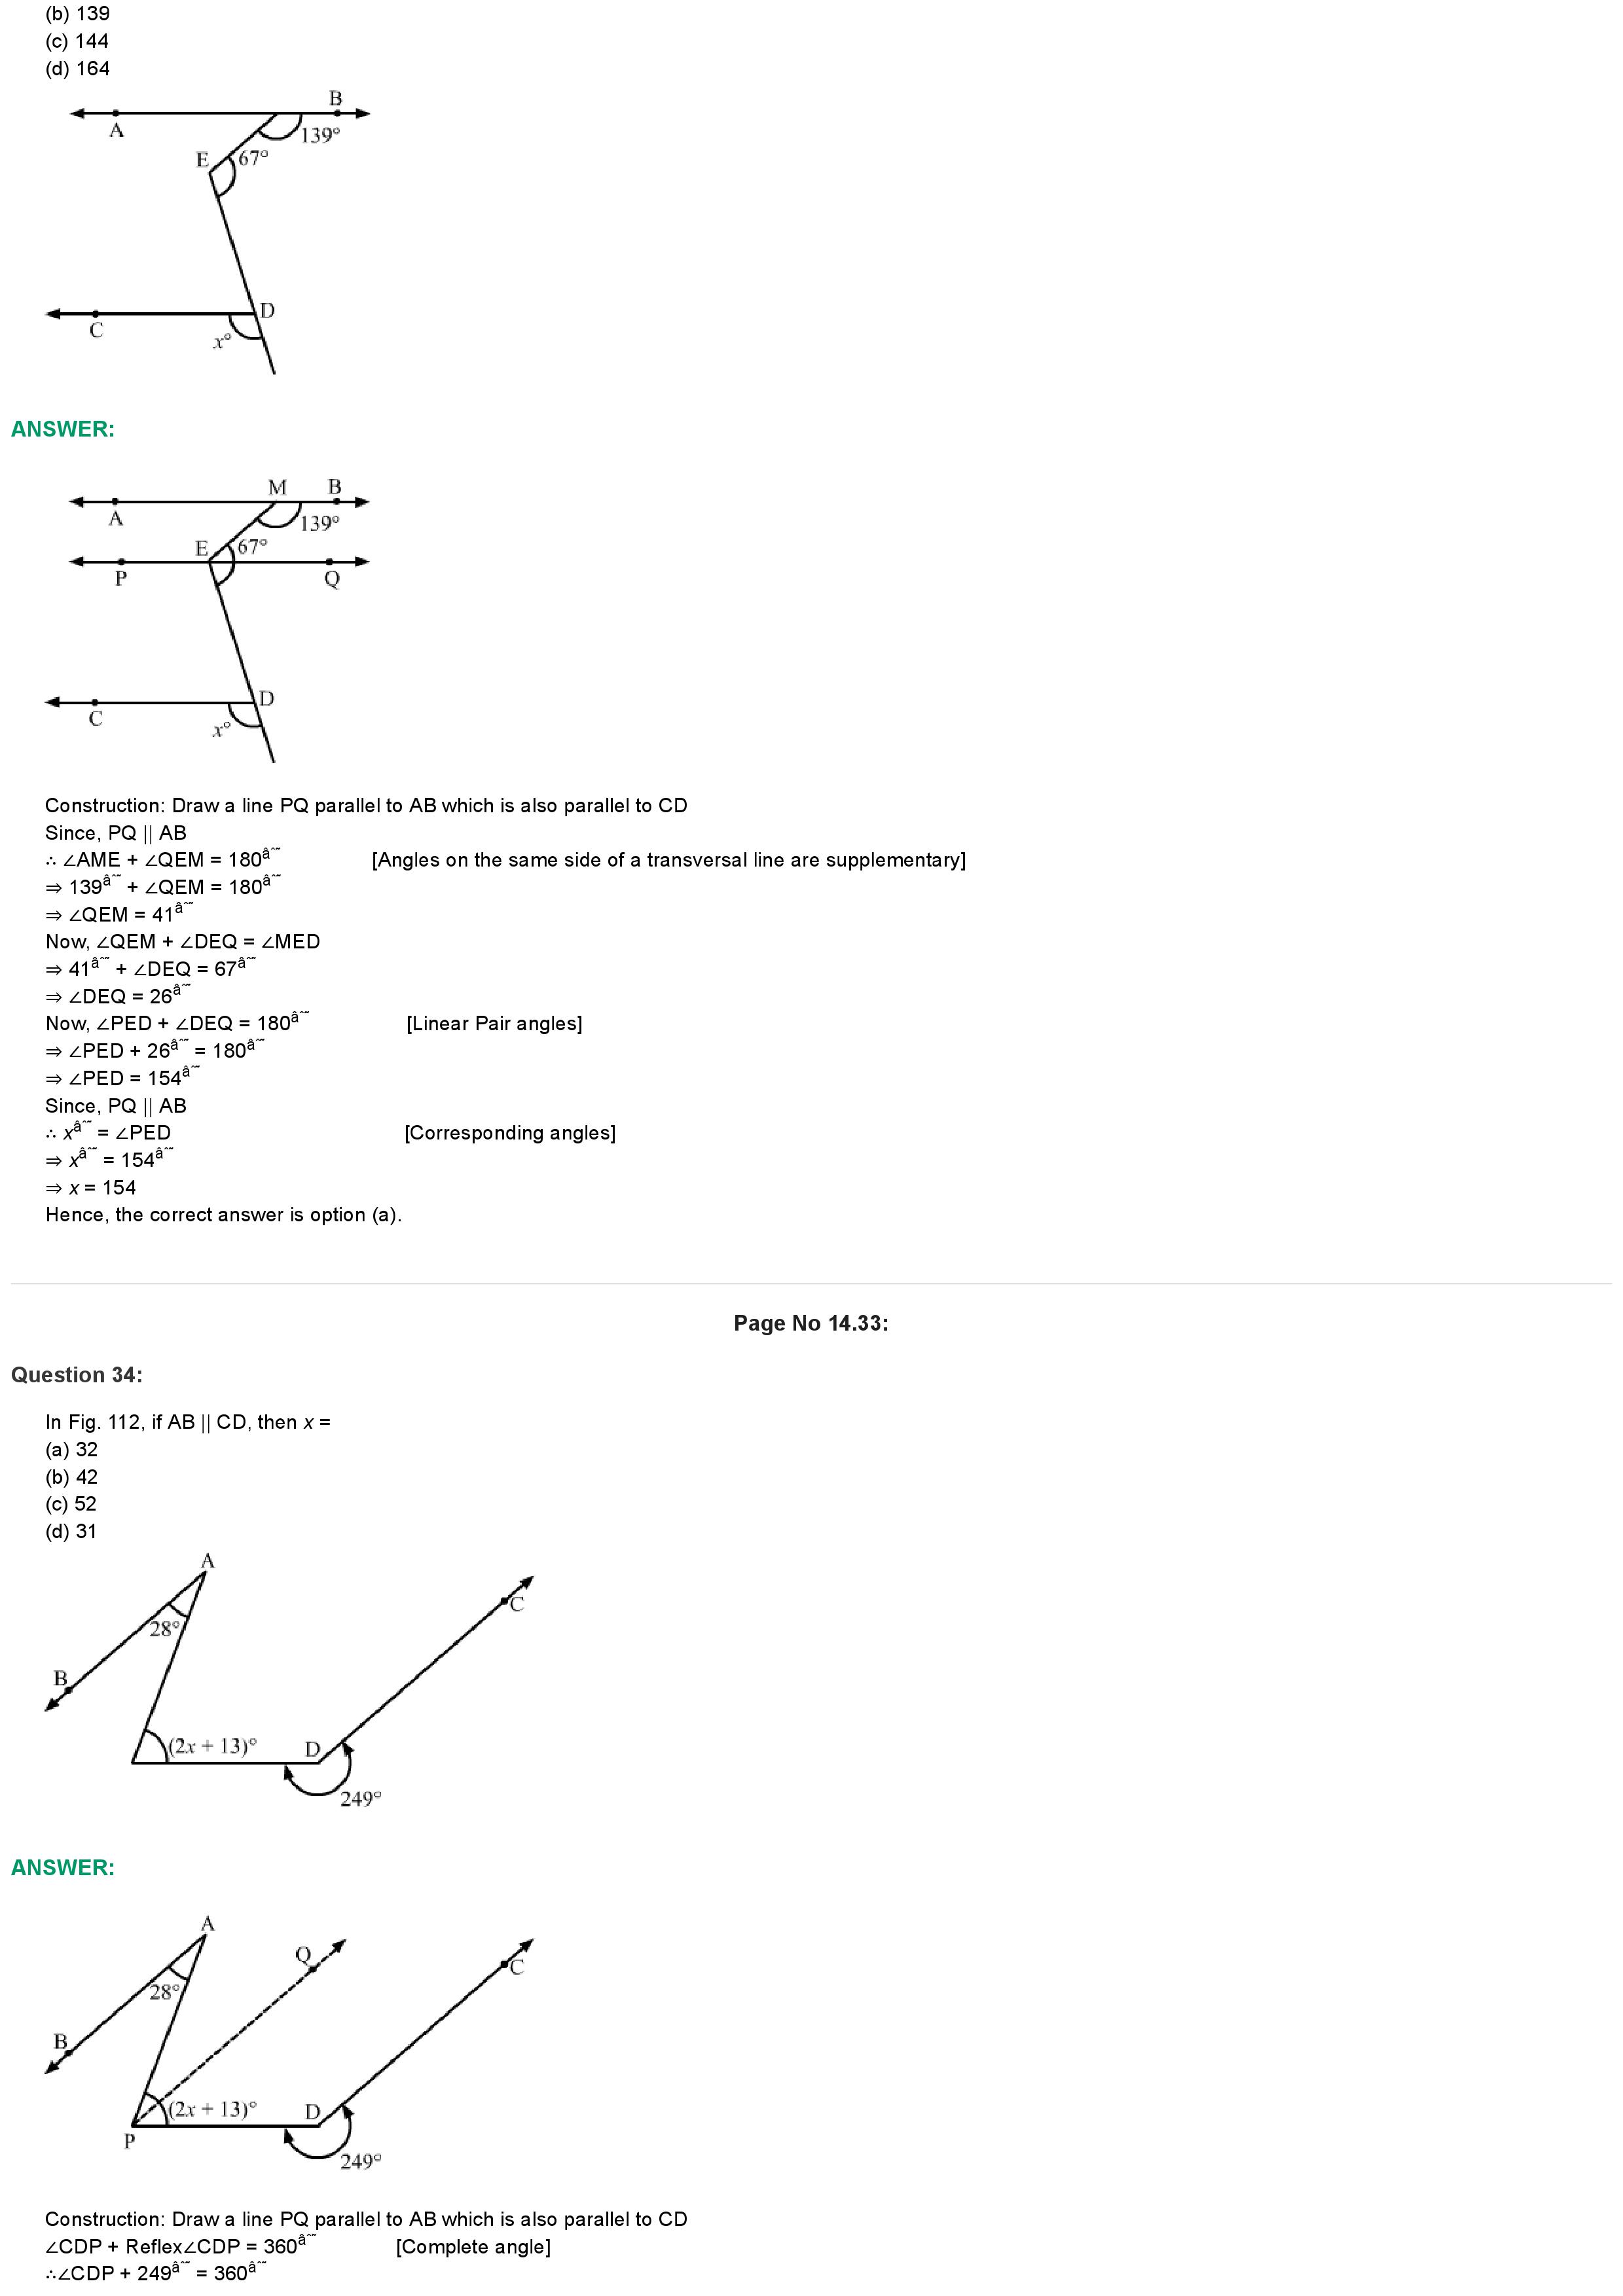 (b) 139
(c) 144
(d) 164
B
A
139°
E
67°
D
C
x°
ANSWER:
M
B
A
139°
E
67°
P
Q
D
C
x°
Construction: Draw a line PQ parallel to AB which is also parallel to CD
Since, PQ || AB
∴ ∠AME + ∠QEM = 180â^˜˜ [Angles on the same side of a transversal line are supplementary]
⇒ 139â^˜˜ + ∠QEM = 180â^˜˜
⇒ ∠QEM = 41â^˜˜
Now, ∠QEM + ∠DEQ = ∠MED
⇒ 41â^˜˜ + ∠DEQ = 67â^˜˜
⇒ ∠DEQ = 26â^˜˜
Now, ∠PED + ∠DEQ = 180â^˜˜ [Linear Pair angles]
⇒ ∠PED + 26â^˜˜ = 180â^˜˜
⇒ ∠PED = 154â^˜˜
Since, PQ || AB
∴ xâ^˜˜ = ∠PED [Corresponding angles]
⇒ xâ^˜˜ = 154â^˜˜
⇒ x = 154
Hence, the correct answer is option (a).
Page No 14.33:
Question 34:
In Fig. 112, if AB || CD, then x =
(a) 32
(b) 42
(c) 52
(d) 31
A
C
28°
B
(2x + 13)°
D
249°
ANSWER:
A
Q
C
28°
B
(2x + 13)°
D
P
249°
Construction: Draw a line PQ parallel to AB which is also parallel to CD
∠CDP + Reflex∠CDP = 360â^˜˜ [Complete angle]
∴∠CDP + 249â^˜˜ = 360â^˜˜